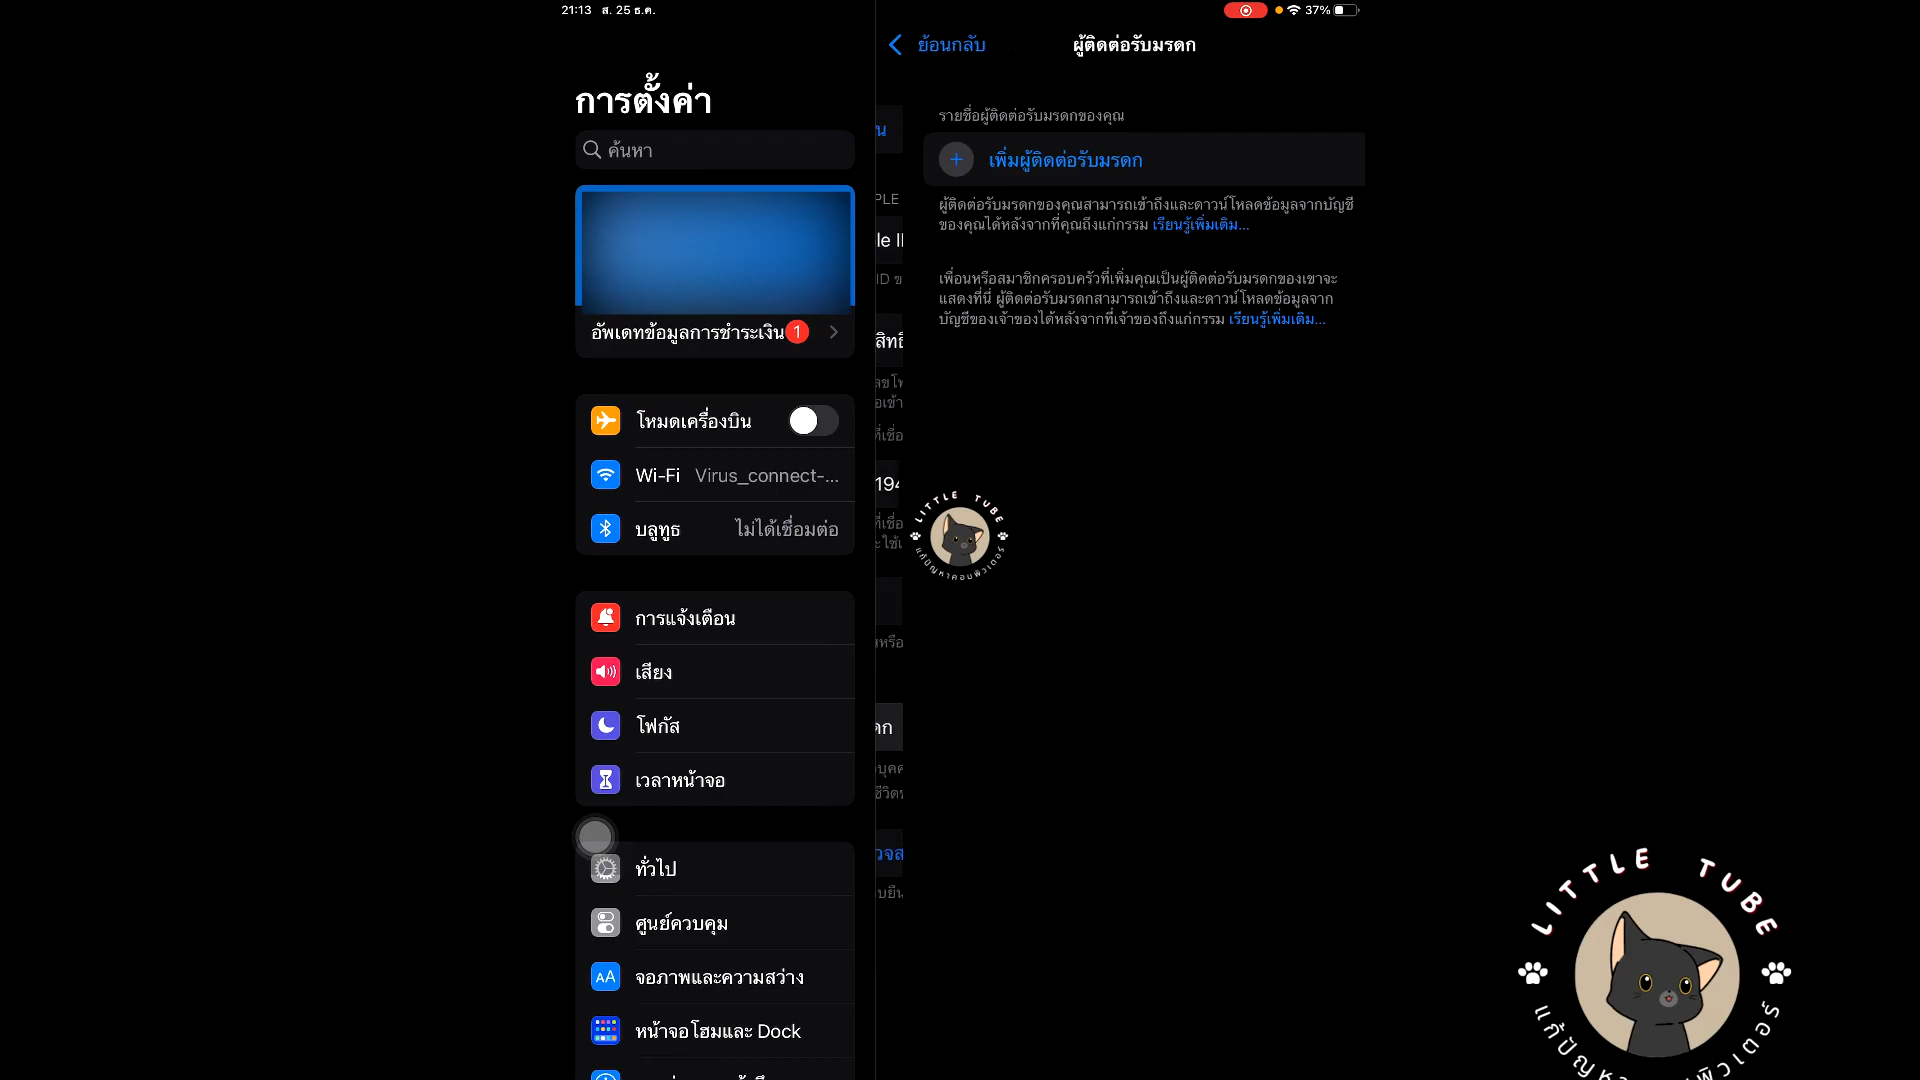 21:13 ส. 25 ธ.ค.
37%
การตั้งค่า
ค้นหา
อัพเดทข้อมูลการชำระเงิน 1
โหมดเครื่องบิน
Wi-Fi Virus_connect-...
บลูทูธ ไม่ได้เชื่อมต่อ
การแจ้งเตือน
เสียง
โฟกัส
เวลาหน้าจอ
ทั่วไป
ศูนย์ควบคุม
AA จอภาพและความสว่าง
หน้าจอโฮมและ Dock
ย้อนกลับ
ผู้ติดต่อรับมรดก
รายชื่อผู้ติดต่อรับมรดกของคุณ
เพิ่มผู้ติดต่อรับมรดก
ผู้ติดต่อรับมรดกของคุณสามารถเข้าถึงและดาวน์โหลดข้อมูลจากบัญชี
ของคุณได้หลังจากที่คุณถึงแก่กรรม เรียนรู้เพิ่มเติม...
เพื่อนหรือสมาชิกครอบครัวที่เพิ่มคุณเป็นผู้ติดต่อรับมรดกของเขาจะ
แสดงที่นี่ ผู้ติดต่อรับมรดกสามารถเข้าถึงและดาวน์โหลดข้อมูลจาก
บัญชีของเจ้าของได้หลังจากที่เจ้าของถึงแก่กรรม เรียนรู้เพิ่มเติม...
LITTLE TUBE
แก้ปัญหาคอมพิวเตอร์
LITTLE TUBE